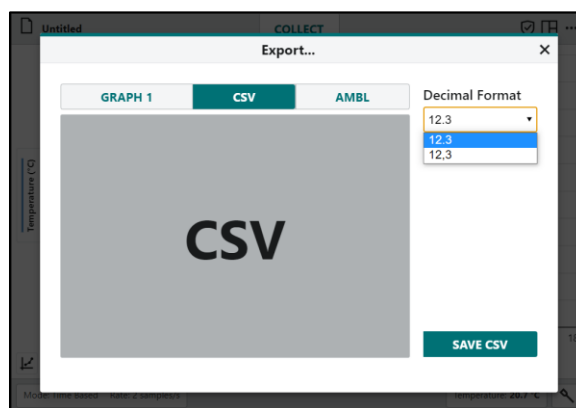 Untitled
COLLECT
Export...
GRAPH 1
CSV
AMBL
Decimal Format
12.3
12.3
12,3
Temperature (°C)
CSV
SAVE CSV
Mode: Time Based Rate: 2 samples/s
Temperature: 20.7 °C